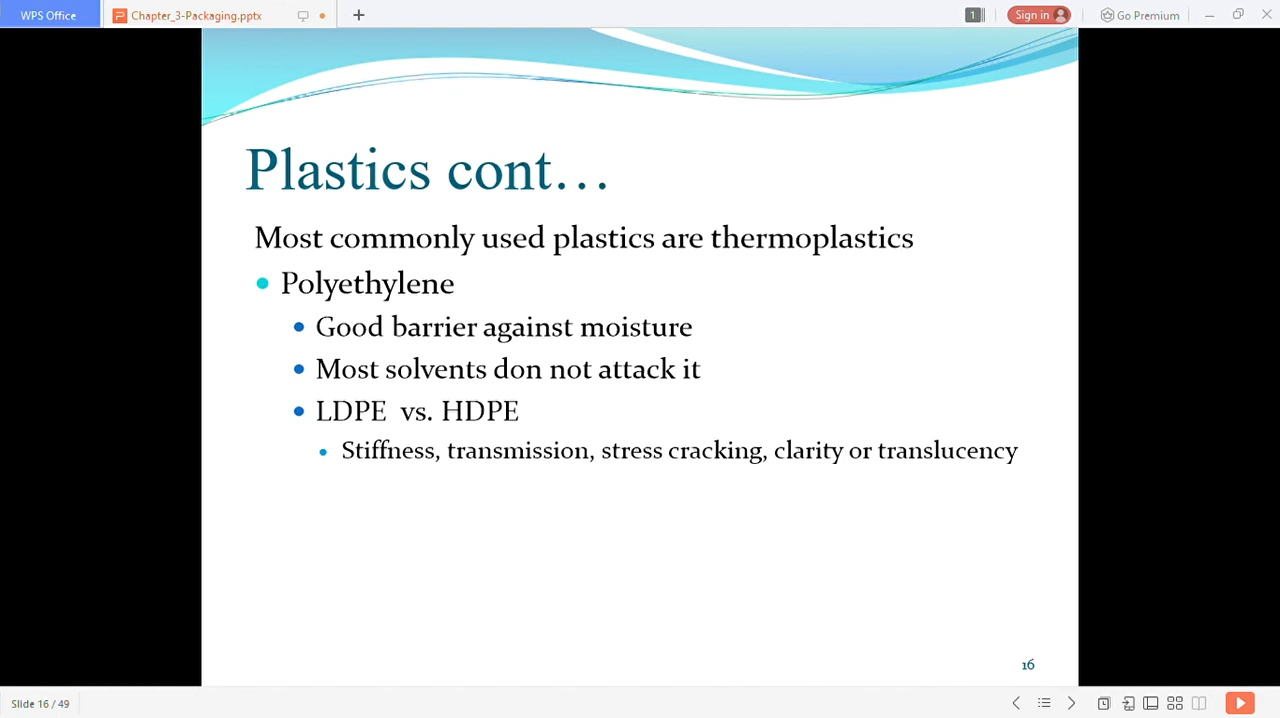 WPS Office
Chapter_3-Packaging.pptx
1
Sign in
Go Premium
Plastics cont…
Most commonly used plastics are thermoplastics
Polyethylene
Good barrier against moisture
Most solvents don not attack it
LDPE vs. HDPE
Stiffness, transmission, stress cracking, clarity or translucency
16
Slide 16 / 49